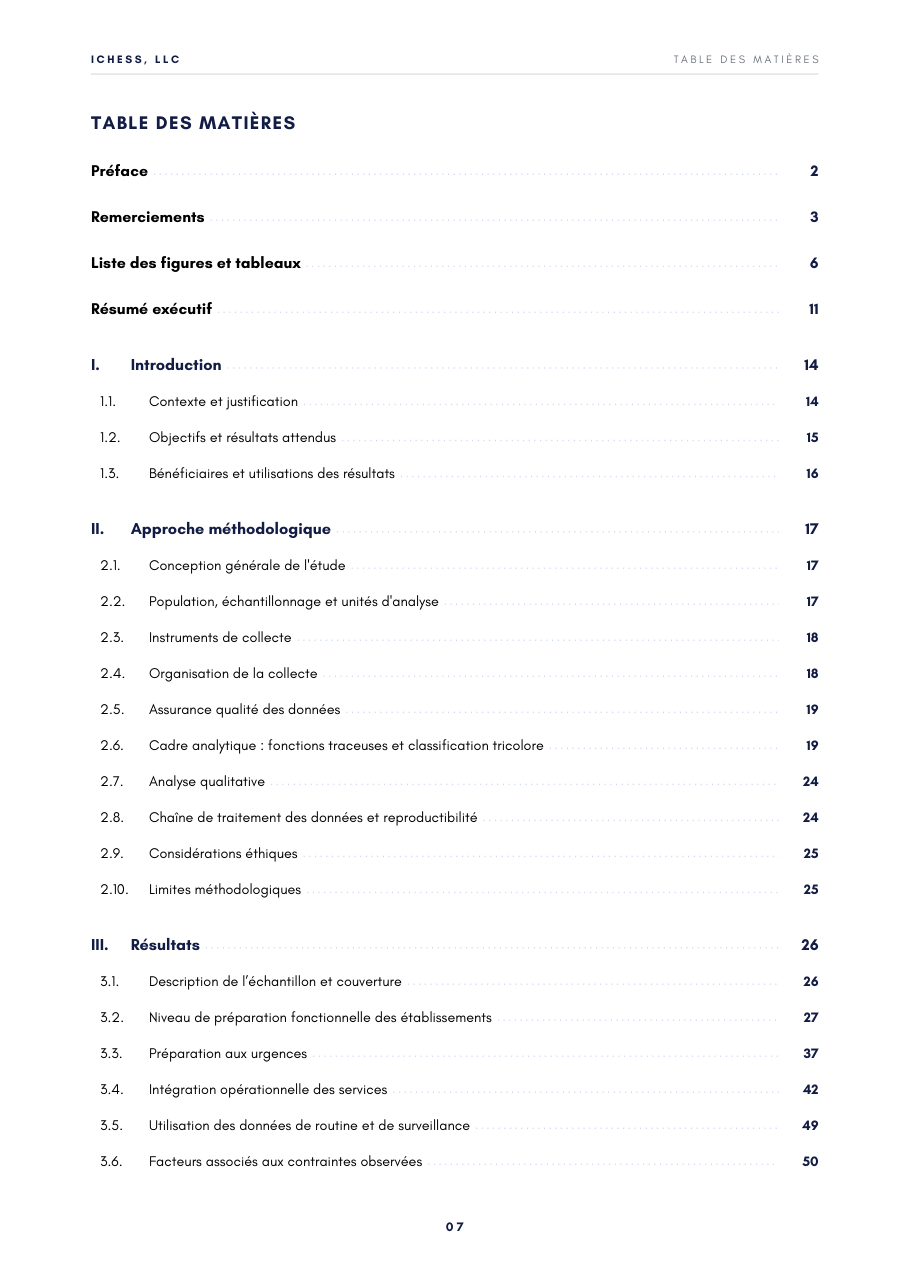 ICHESS, LLC TABLE DES MATIÈRES
TABLE DES MATIÈRES
Préface 2
Remerciements 3
Liste des figures et tableaux 6
Résumé exécutif 11
I. Introduction 14
1.1. Contexte et justification 14
1.2. Objectifs et résultats attendus 15
1.3. Bénéficiaires et utilisations des résultats 16
II. Approche méthodologique 17
2.1. Conception générale de l'étude 17
2.2. Population, échantillonnage et unités d'analyse 17
2.3. Instruments de collecte 18
2.4. Organisation de la collecte 18
2.5. Assurance qualité des données 19
2.6. Cadre analytique : fonctions traceuses et classification tricolore 19
2.7. Analyse qualitative 24
2.8. Chaîne de traitement des données et reproductibilité 24
2.9. Considérations éthiques 25
2.10. Limites méthodologiques 25
III. Résultats 26
3.1. Description de l’échantillon et couverture 26
3.2. Niveau de préparation fonctionnelle des établissements 27
3.3. Préparation aux urgences 37
3.4. Intégration opérationnelle des services 42
3.5. Utilisation des données de routine et de surveillance 49
3.6. Facteurs associés aux contraintes observées 50
07